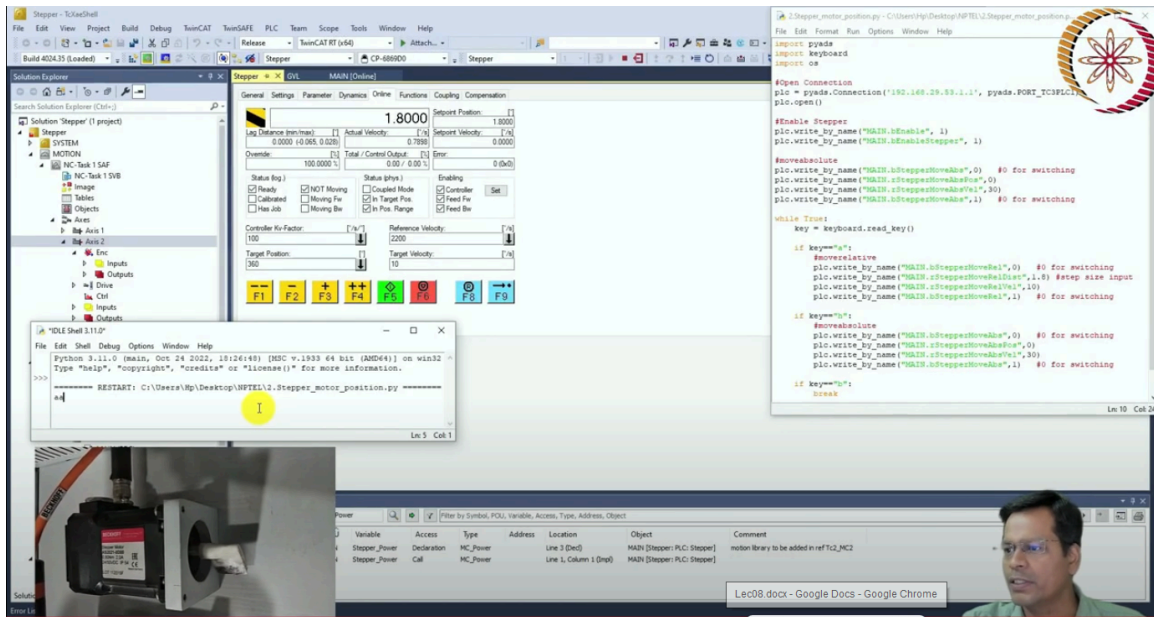 Stepper - TcXaeShell
File Edit View Project Build Debug TwinCAT TwinSAFE PLC Team Scope Tools Window Help
Release TwinCAT RT (x64) Attach...
Build 4024.35 (Loaded) Stepper CP-6869D0 Stepper
Solution Explorer
Search Solution Explorer (Ctrl+;)
Solution 'Stepper' (1 project)
Stepper
SYSTEM
MOTION
NC-Task 1 SAF
NC-Task 1 SVB
Image
Tables
Objects
Axes
Axis 1
Axis 2
Enc
Inputs
Outputs
Drive
Ctrl
Inputs
Outputs
Stepper GVL MAIN [Online]
General Settings Parameter Dynamics Online Functions Coupling Compensation
1.8000 Setpoint Position: [°]
1.8000
Lag Distance (min/max): [°] Actual Velocity: [°/s] Setpoint Velocity: [°/s]
0.0000 (-0.065, 0.028) 0.7898 0.0000
Override: [%] Total / Control Output: [%] Error:
100.0000 % 0.00 / 0.00 % 0 (0x0)
Status (log.) Status (phys.) Enabling
Ready NOT Moving Coupled Mode Controller Set
Calibrated Moving Fw In Target Pos. Feed Fw
Has Job Moving Bw In Pos. Range Feed Bw
Controller Kv-Factor: Reference Velocity: [°/s]
100 2200
Target Position: [°] Target Velocity: [°/s]
360 10
F1 F2 F3 F4 F5 F6 F8 F9
*IDLE Shell 3.11.0*
File Edit Shell Debug Options Window Help
Python 3.11.0 (main, Oct 24 2022, 18:26:48) [MSC v.1933 64 bit (AMD64)] on win32
Type "help", "copyright", "credits" or "license()" for more information.
>>>
======== RESTART: C:\Users\Hp\Desktop\NPTEL\2.Stepper_motor_position.py ========
aa
Ln: 5 Col: 1
2.Stepper_motor_position.py - C:\Users\Hp\Desktop\NPTEL\2.Stepper_motor_position.p...
File Edit Format Run Options Window Help
import pyads
import keyboard
import os
#Open Connection
plc = pyads.Connection('192.168.29.53.1.1', pyads.PORT_TC3PLC1)
plc.open()
#Enable Stepper
plc.write_by_name("MAIN.bEnable", 1)
plc.write_by_name("MAIN.bEnableStepper", 1)
#moveabsolute
plc.write_by_name("MAIN.bStepperMoveAbs",0) #0 for switching
plc.write_by_name("MAIN.rStepperMoveAbsPos",0)
plc.write_by_name("MAIN.rStepperMoveAbsVel",30)
plc.write_by_name("MAIN.bStepperMoveAbs",1) #0 for switching
while True:
key = keyboard.read_key()
if key=="a":
#moverelative
plc.write_by_name("MAIN.bStepperMoveRel",0) #0 for switching
plc.write_by_name("MAIN.rStepperMoveRelDist",1.8) #step size input
plc.write_by_name("MAIN.rStepperMoveRelVel",10)
plc.write_by_name("MAIN.bStepperMoveRel",1) #0 for switching
if key=="b":
#moveabsolute
plc.write_by_name("MAIN.bStepperMoveAbs",0) #0 for switching
plc.write_by_name("MAIN.rStepperMoveAbsPos",0)
plc.write_by_name("MAIN.rStepperMoveAbsVel",30)
plc.write_by_name("MAIN.bStepperMoveAbs",1) #0 for switching
if key=="b":
break
Ln: 10 Col: 24
BECKHOFF
Power Filter by Symbol, POU, Variable, Access, Type, Address, Object
Variable Access Type Address Location Object Comment
Stepper_Power Declaration MC_Power Line 3 (Decl) MAIN [Stepper: PLC: Stepper] motion library to be added in ref Tc2_MC2
Stepper_Power Call MC_Power Line 1, Column 1 (Impl) MAIN [Stepper: PLC: Stepper]
Lec08.docx - Google Docs - Google Chrome